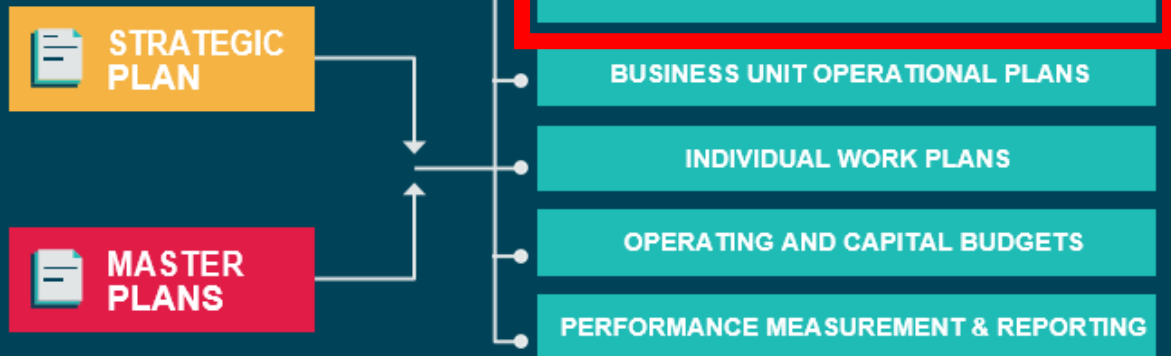 STRATEGIC
PLAN
BUSINESS UNIT OPERATIONAL PLANS
INDIVIDUAL WORK PLANS
OPERATING AND CAPITAL BUDGETS
MASTER
PLANS
PERFORMANCE MEASUREMENT & REPORTING